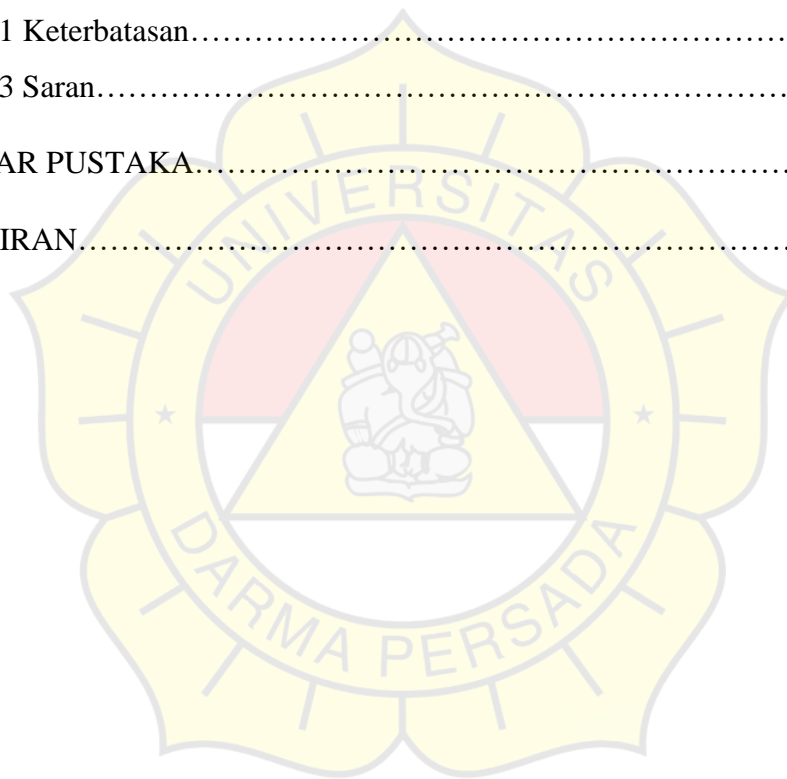 1 Keterbatasan……………………………………………………
3 Saran………………………………………………………………
AR PUSTAKA……………………………………………………
IRAN…………………………………………………………………
UNIVERSITAS
DARMA PERSADA